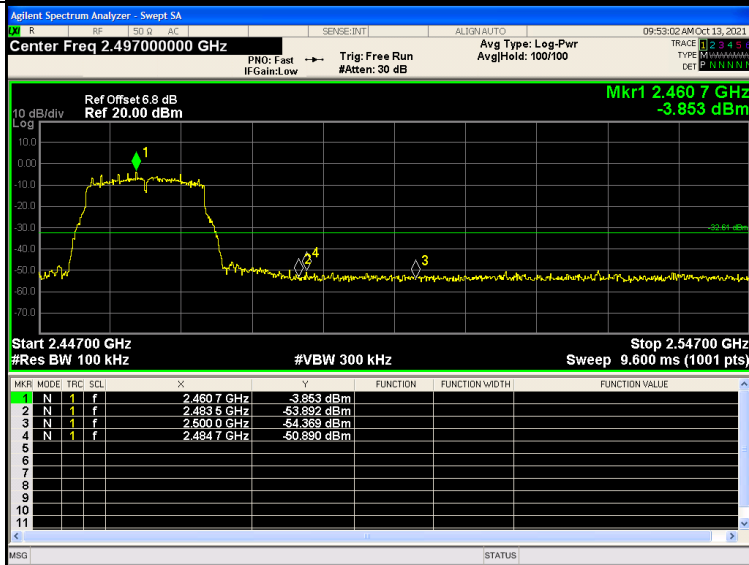 Agilent Spectrum Analyzer - Swept SA
LXI R RF 50 Ω AC SENSE:INT ALIGN AUTO 09:53:02 AM Oct 13, 2021
Center Freq 2.497000000 GHz
PNO: Fast
IFGain:Low
Trig: Free Run
#Atten: 30 dB
Avg Type: Log-Pwr
Avg|Hold: 100/100
TRACE 1 2 3 4 5 6
TYPE M
DET P N N N N
Mkr1 2.460 7 GHz
-3.853 dBm
Ref Offset 6.8 dB
10 dB/div Ref 20.00 dBm
Log
10.0
0.00
-10.0
-20.0
-30.0
-40.0
-50.0
-60.0
-70.0
1
-32.61 dBm
2
4
3
Start 2.44700 GHz Stop 2.54700 GHz
#Res BW 100 kHz #VBW 300 kHz Sweep 9.600 ms (1001 pts)
MKR MODE TRC SCL X Y FUNCTION FUNCTION WIDTH FUNCTION VALUE
1 N 1 f 2.460 7 GHz -3.853 dBm
2 N 1 f 2.483 5 GHz -53.892 dBm
3 N 1 f 2.500 0 GHz -54.369 dBm
4 N 1 f 2.484 7 GHz -50.890 dBm
5
6
7
8
9
10
11
MSG STATUS